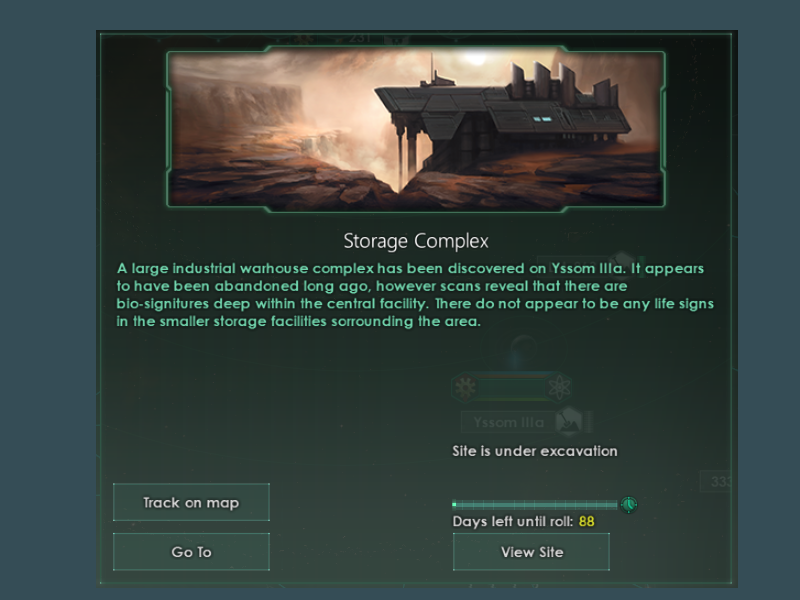 231
Storage Complex
A large industrial warhouse complex has been discovered on Yssom IIIa. It appears
to have been abandoned long ago, however scans reveal that there are
bio-signitures deep within the central facility. There do not appear to be any life signs
in the smaller storage facilities sorrounding the area.
Yssom IIIa
Site is under excavation
333
Track on map
Days left until roll: 88
Go To
View Site